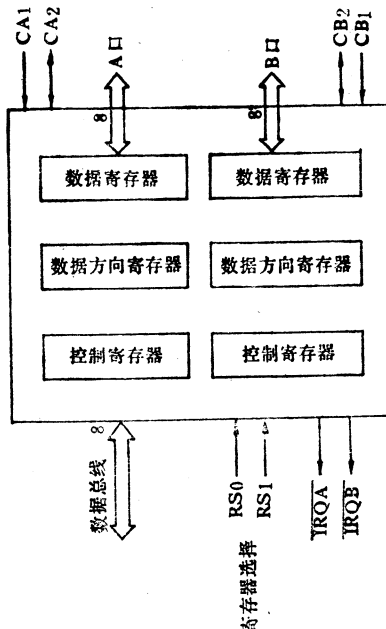 CA1
CA2
A口
B口
CB2
CB1
8
8
数据寄存器
数据寄存器
数据方向寄存器
数据方向寄存器
控制寄存器
控制寄存器
8
数据总线
RS0
RS1
寄存器选择
IRQA
IRQB